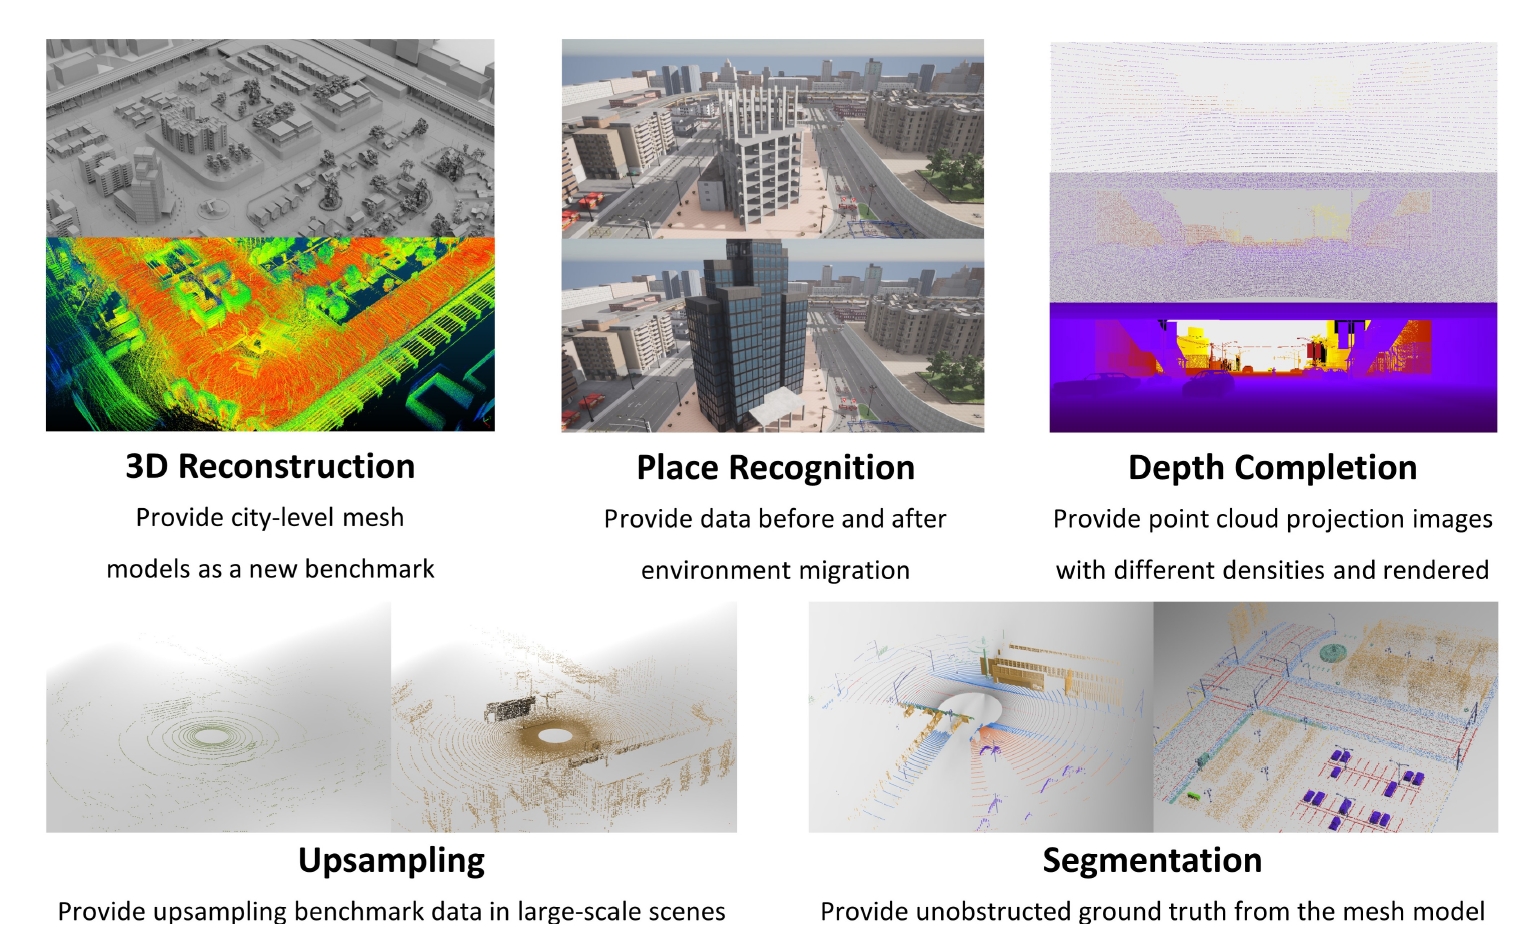 3D Reconstruction
Provide city-level mesh
models as a new benchmark
Place Recognition
Provide data before and after
environment migration
Depth Completion
Provide point cloud projection images
with different densities and rendered
Upsampling
Provide upsampling benchmark data in large-scale scenes
Segmentation
Provide unobstructed ground truth from the mesh model